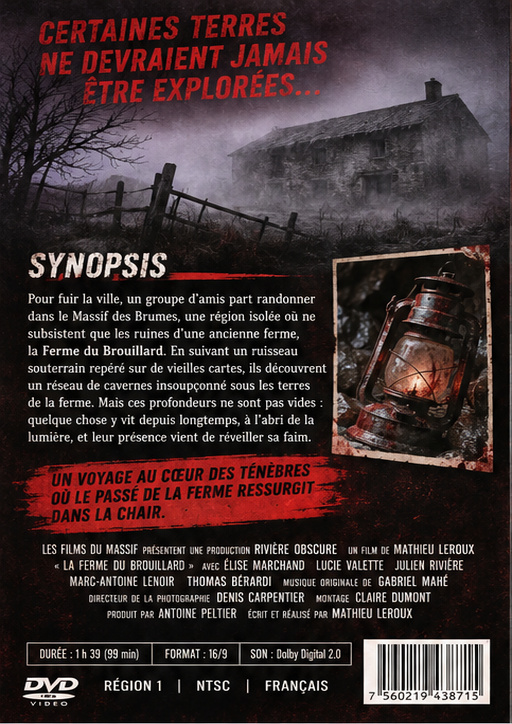 CERTAINES TERRES
NE DEVRAIENT JAMAIS
ÊTRE EXPLORÉES...
SYNOPSIS
Pour fuir la ville, un groupe d'amis part randonner
dans le Massif des Brumes, une région isolée où ne
subsistent que les ruines d'une ancienne ferme,
la Ferme du Brouillard. En suivant un ruisseau
souterrain repéré sur de vieilles cartes, ils découvrent
un réseau de cavernes insoupçonné sous les terres
de la ferme. Mais ces profondeurs ne sont pas vides :
quelque chose y vit depuis longtemps, à l'abri de la
lumière, et leur présence vient de réveiller sa faim.
UN VOYAGE AU CŒUR DES TÉNÈBRES
OÙ LE PASSÉ DE LA FERME RESSURGIT
DANS LA CHAIR.
LES FILMS DU MASSIF PRÉSENTENT UNE PRODUCTION RIVIÈRE OBSCURE UN FILM DE MATHIEU LEROUX
« LA FERME DU BROUILLARD » AVEC ÉLISE MARCHAND LUCIE VALETTE JULIEN RIVIÈRE
MARC-ANTOINE LENOIR THOMAS BÉRARDI MUSIQUE ORIGINALE DE GABRIEL MAHÉ
DIRECTEUR DE LA PHOTOGRAPHIE DENIS CARPENTIER MONTAGE CLAIRE DUMONT
PRODUIT PAR ANTOINE PELTIER ÉCRIT ET RÉALISÉ PAR MATHIEU LEROUX
DURÉE : 1 h 39 (99 min) FORMAT : 16/9 SON : Dolby Digital 2.0
DVD VIDEO
RÉGION 1 | NTSC | FRANÇAIS
7 560219 438715